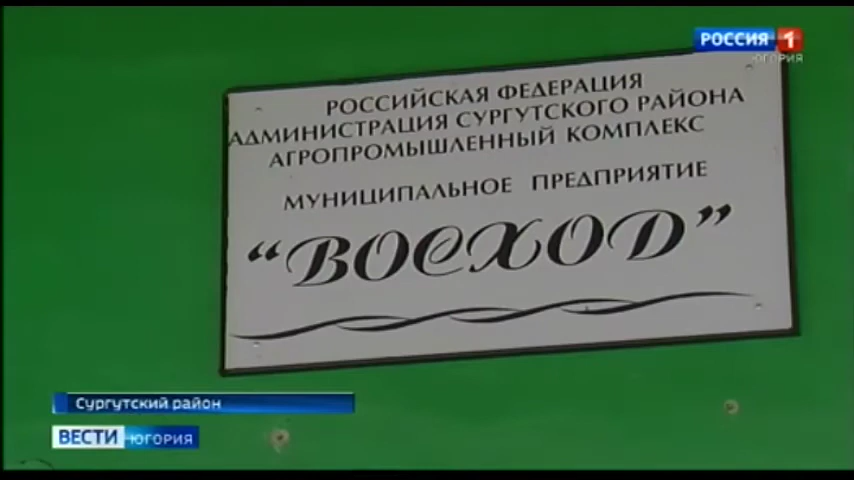 РОССИЯ 1
ЮГОРИЯ
РОССИЙСКАЯ ФЕДЕРАЦИЯ
АДМИНИСТРАЦИЯ СУРГУТСКОГО РАЙОНА
АГРОПРОМЫШЛЕННЫЙ КОМПЛЕКС
МУНИЦИПАЛЬНОЕ ПРЕДПРИЯТИЕ
“ВОСХОД”
Сургутский район
ВЕСТИ ЮГОРИЯ